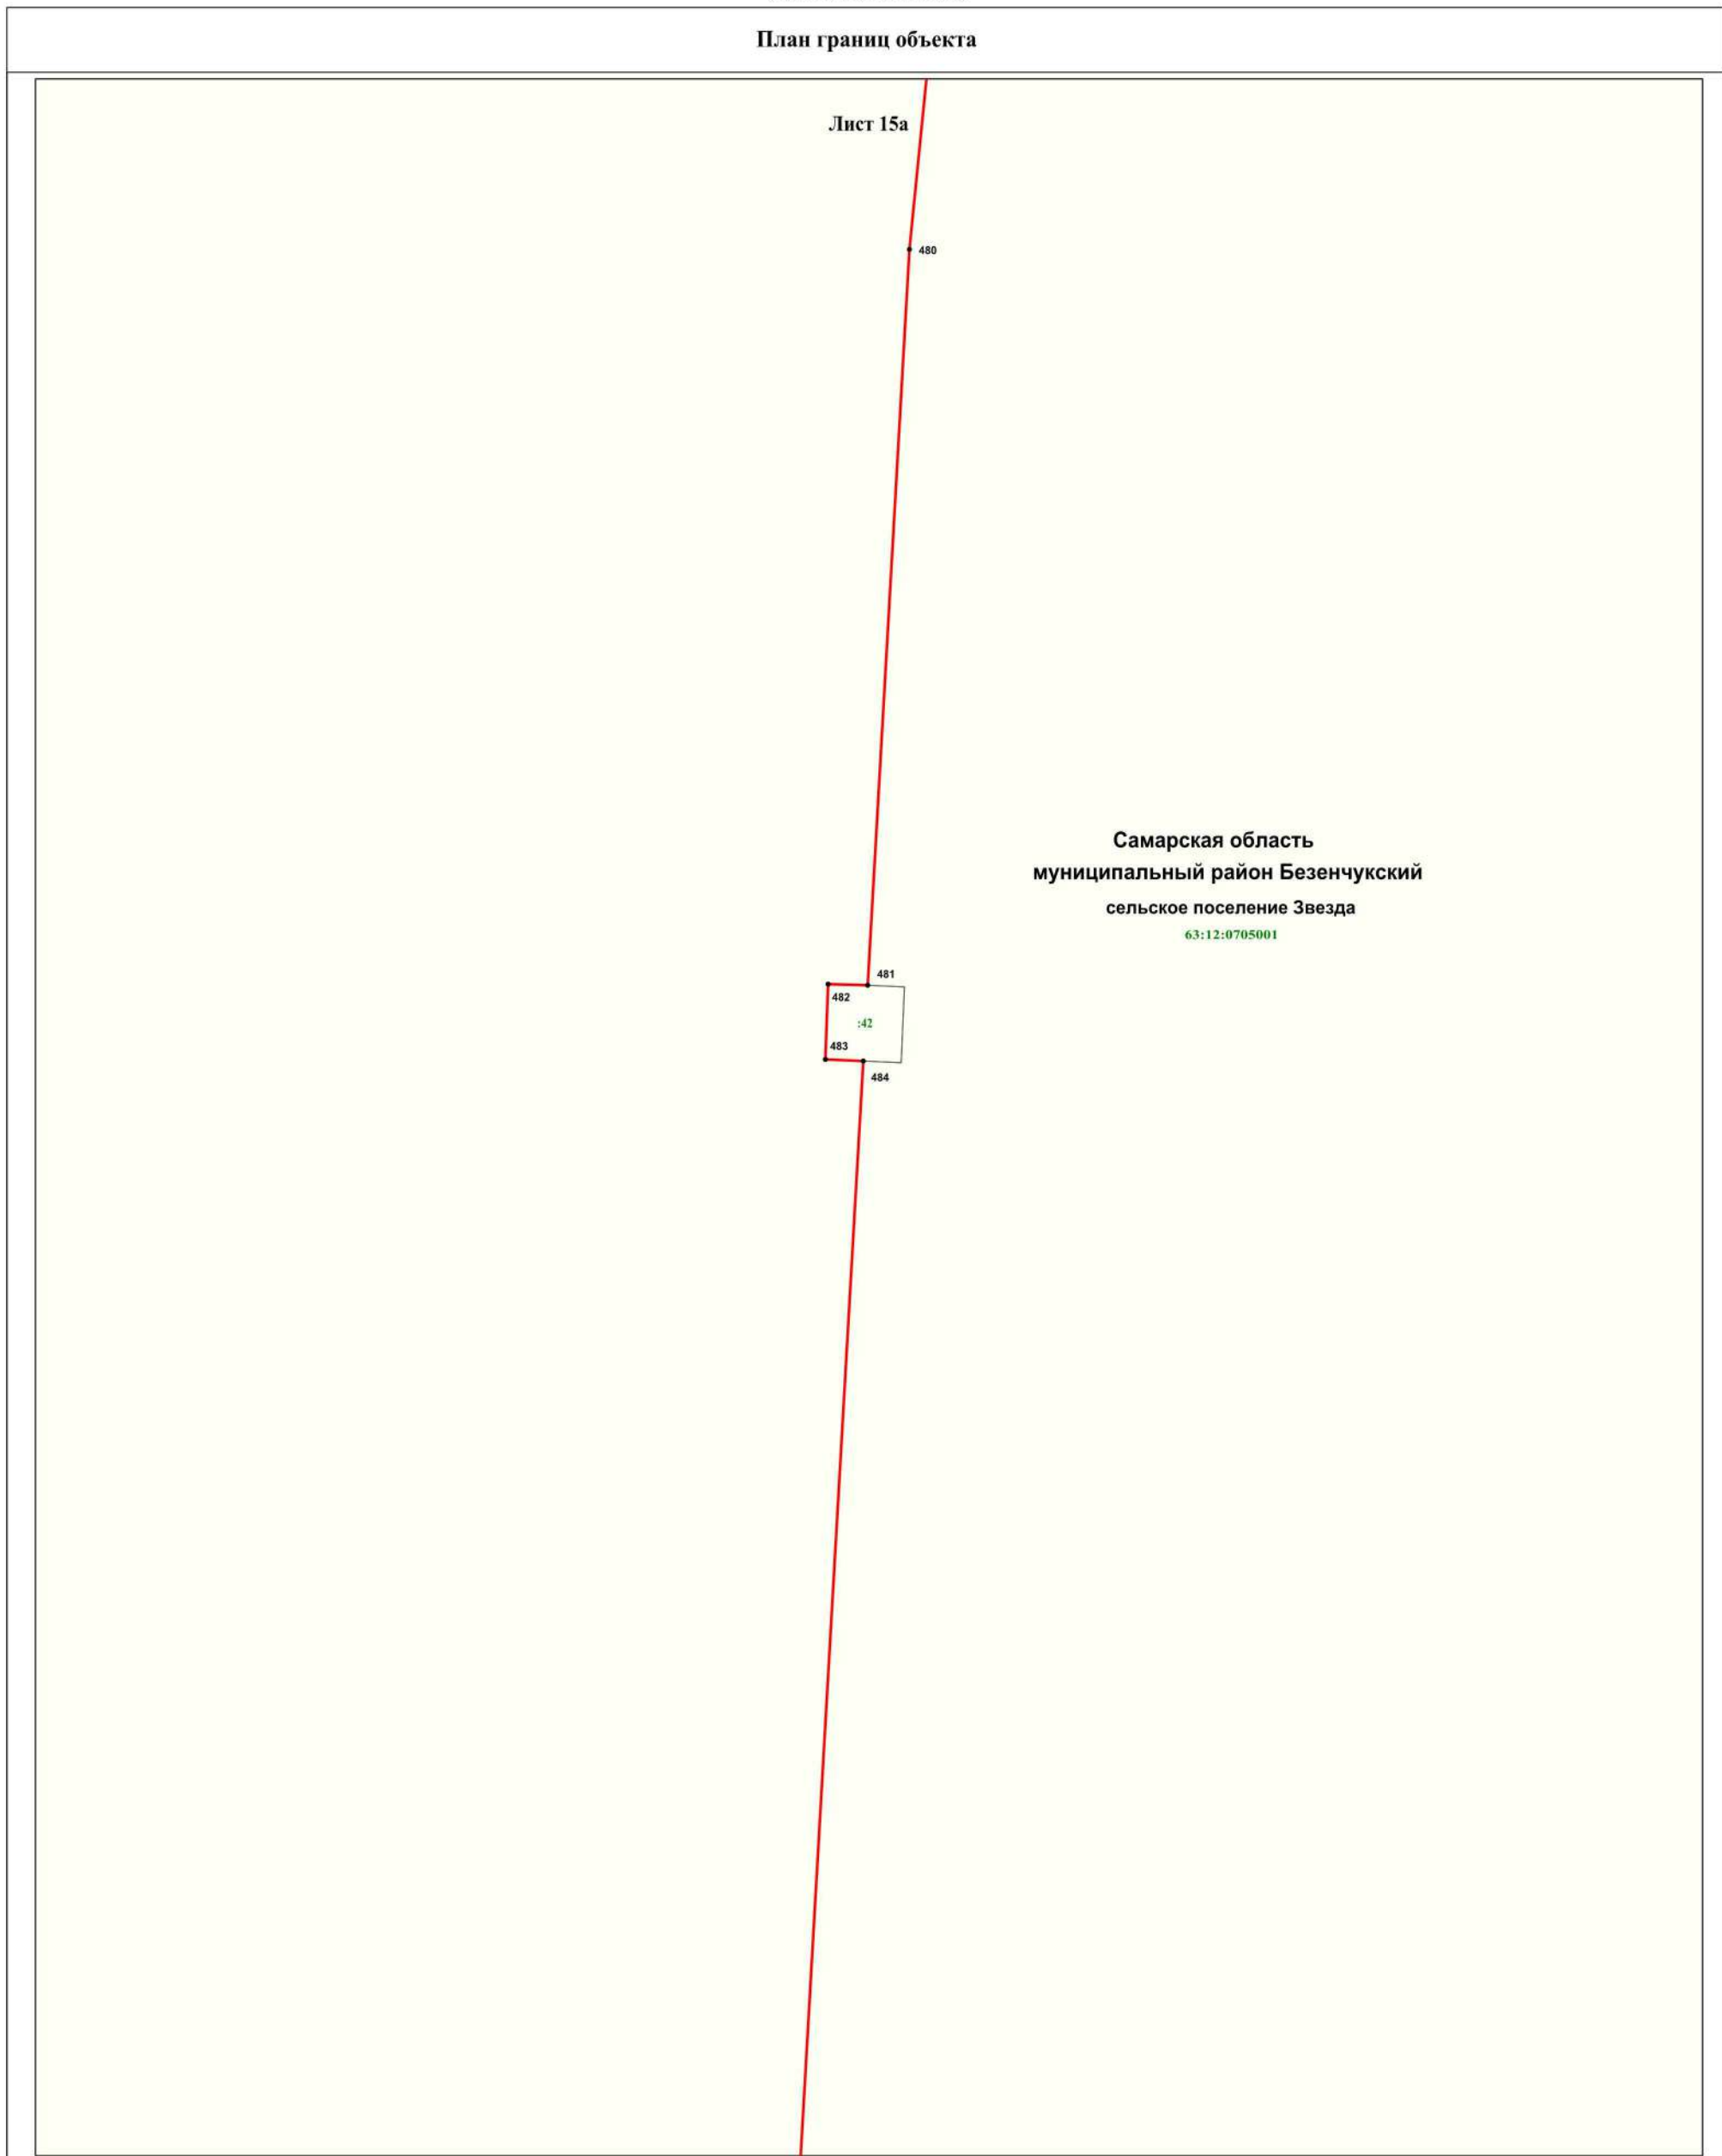 План границ объекта
Лист 15а
480
Самарская область
муниципальный район Безенчукский
сельское поселение Звезда
63:12:0705001
481
482
:42
483
484